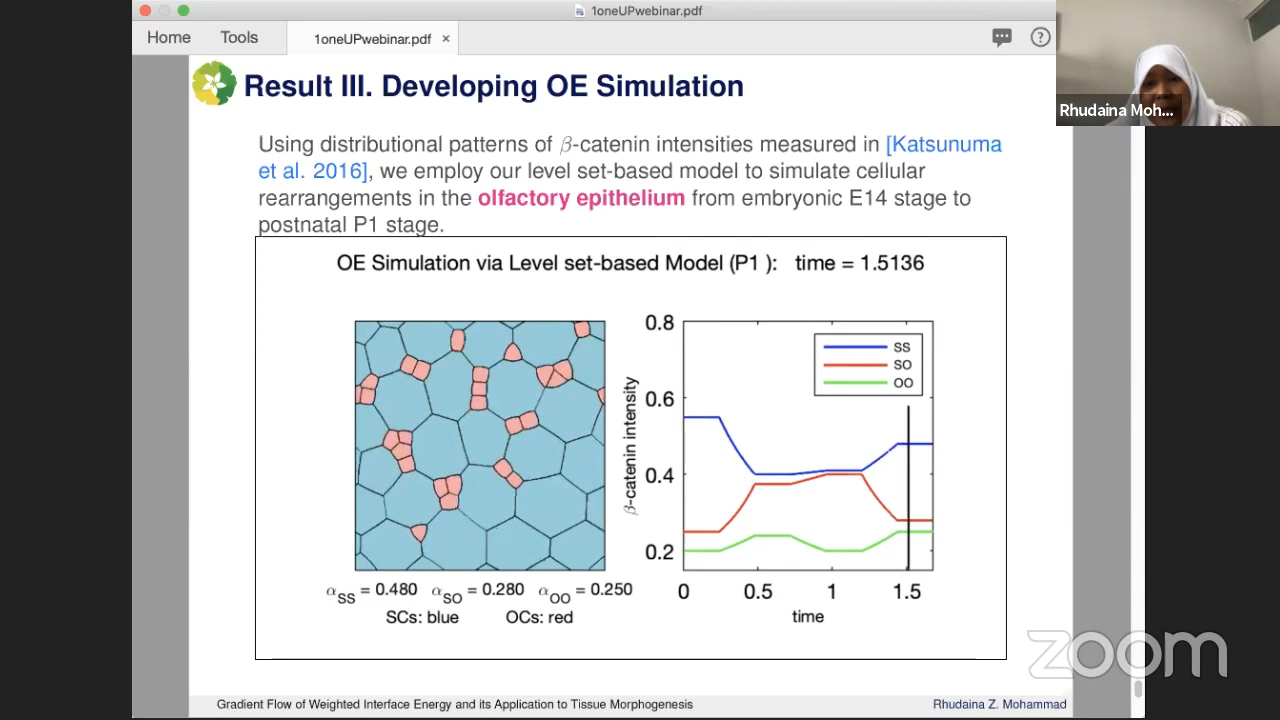 1oneUPwebinar.pdf
Home
Tools
1oneUPwebinar.pdf ×
?
Rhudaina Moh...
Result III. Developing OE Simulation
Using distributional patterns of β-catenin intensities measured in [Katsunuma
et al. 2016], we employ our level set-based model to simulate cellular
rearrangements in the olfactory epithelium from embryonic E14 stage to
postnatal P1 stage.
OE Simulation via Level set-based Model (P1 ): time = 1.5136
0.8
0.6
0.4
0.2
β-catenin intensity
SS
SO
OO
0 0.5 1 1.5
time
αSS = 0.480 αSO = 0.280 αOO = 0.250
SCs: blue OCs: red
zoom
Gradient Flow of Weighted Interface Energy and its Application to Tissue Morphogenesis
Rhudaina Z. Mohammad